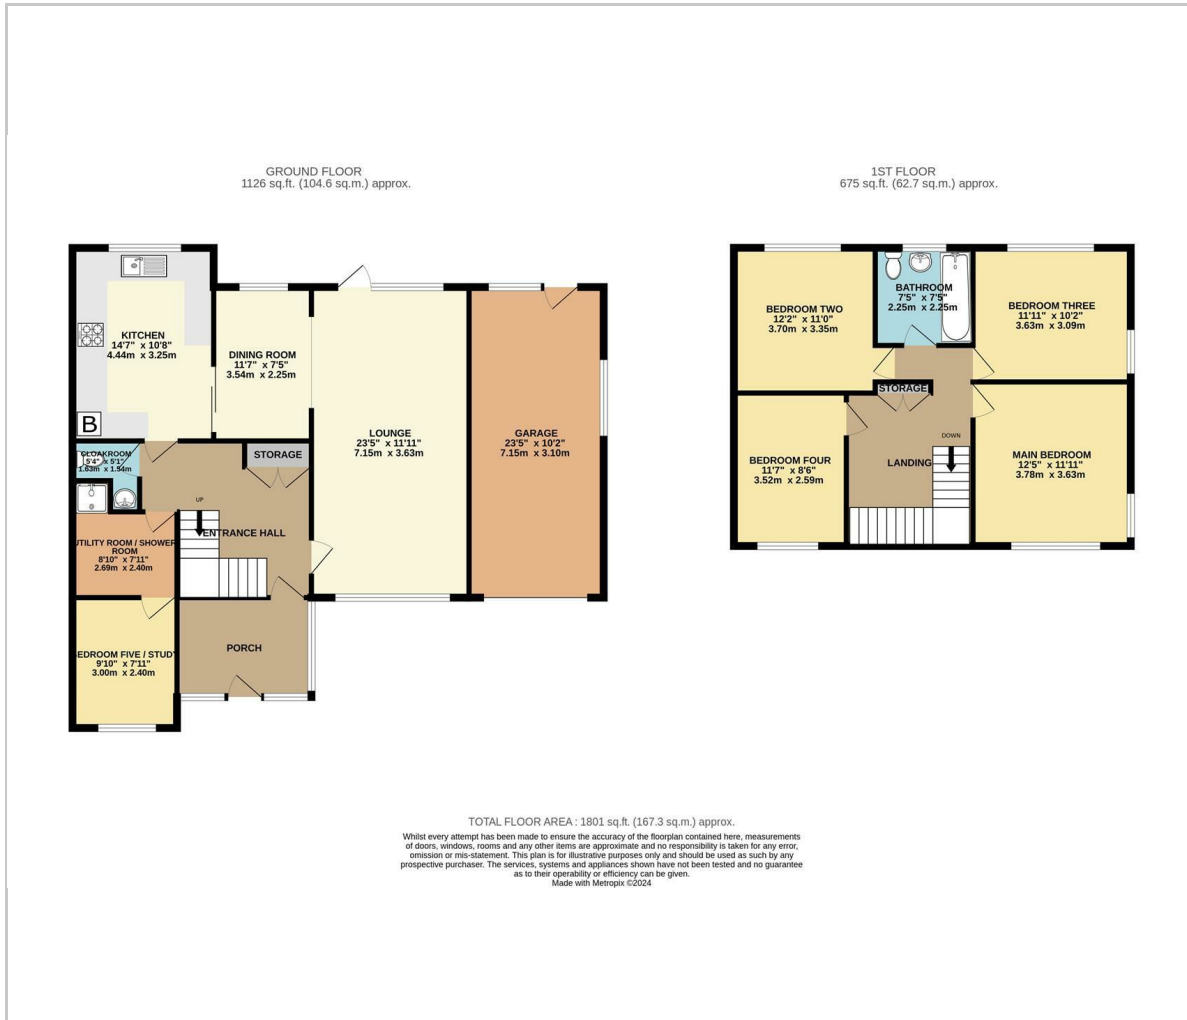 GROUND FLOOR
1126 sq.ft. (104.6 sq.m.) approx.
1ST FLOOR
675 sq.ft. (62.7 sq.m.) approx.
KITCHEN
14'7" x 10'8"
4.44m x 3.25m
B
DINING ROOM
11'7" x 7'5"
3.54m x 2.25m
LOUNGE
23'5" x 11'11"
7.15m x 3.63m
GARAGE
23'5" x 10'2"
7.15m x 3.10m
CLOAKROOM
5'4" x 5'1"
1.63m x 1.54m
STORAGE
UP
ENTRANCE HALL
UTILITY ROOM / SHOWER
ROOM
8'10" x 7'11"
2.69m x 2.40m
BEDROOM FIVE / STUDY
9'10" x 7'11"
3.00m x 2.40m
PORCH
BEDROOM TWO
12'2" x 11'0"
3.70m x 3.35m
BATHROOM
7'5" x 7'5"
2.25m x 2.25m
BEDROOM THREE
11'11" x 10'2"
3.63m x 3.09m
STORAGE
BEDROOM FOUR
11'7" x 8'6"
3.52m x 2.59m
LANDING
DOWN
MAIN BEDROOM
12'5" x 11'11"
3.78m x 3.63m
TOTAL FLOOR AREA : 1801 sq.ft. (167.3 sq.m.) approx.
Whilst every attempt has been made to ensure the accuracy of the floorplan contained here, measurements
of doors, windows, rooms and any other items are approximate and no responsibility is taken for any error,
omission or mis-statement. This plan is for illustrative purposes only and should be used as such by any
prospective purchaser. The services, systems and appliances shown have not been tested and no guarantee
as to their operability or efficiency can be given.
Made with Metropix ©2024